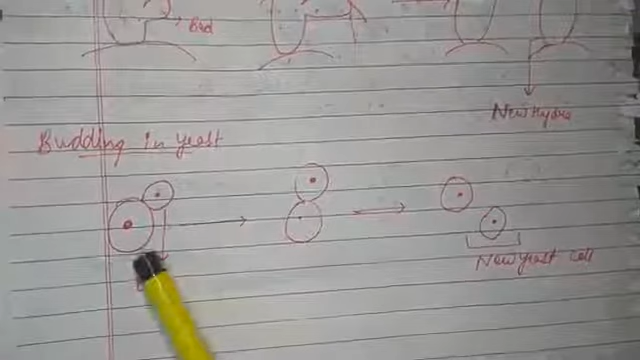 Bud
New Hydra
Budding In yeast
New yeast cell